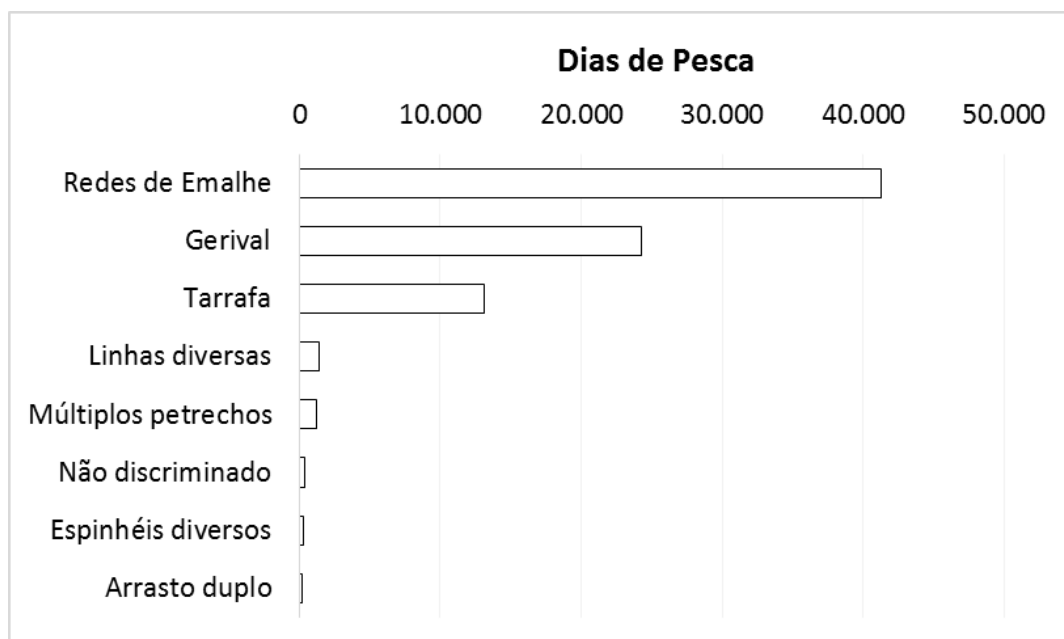 Dias de Pesca
0 10.000 20.000 30.000 40.000 50.000
Redes de Emalhe
Gerival
Tarrafa
Linhas diversas
Múltiplos petrechos
Não discriminado
Espinhéis diversos
Arrasto duplo